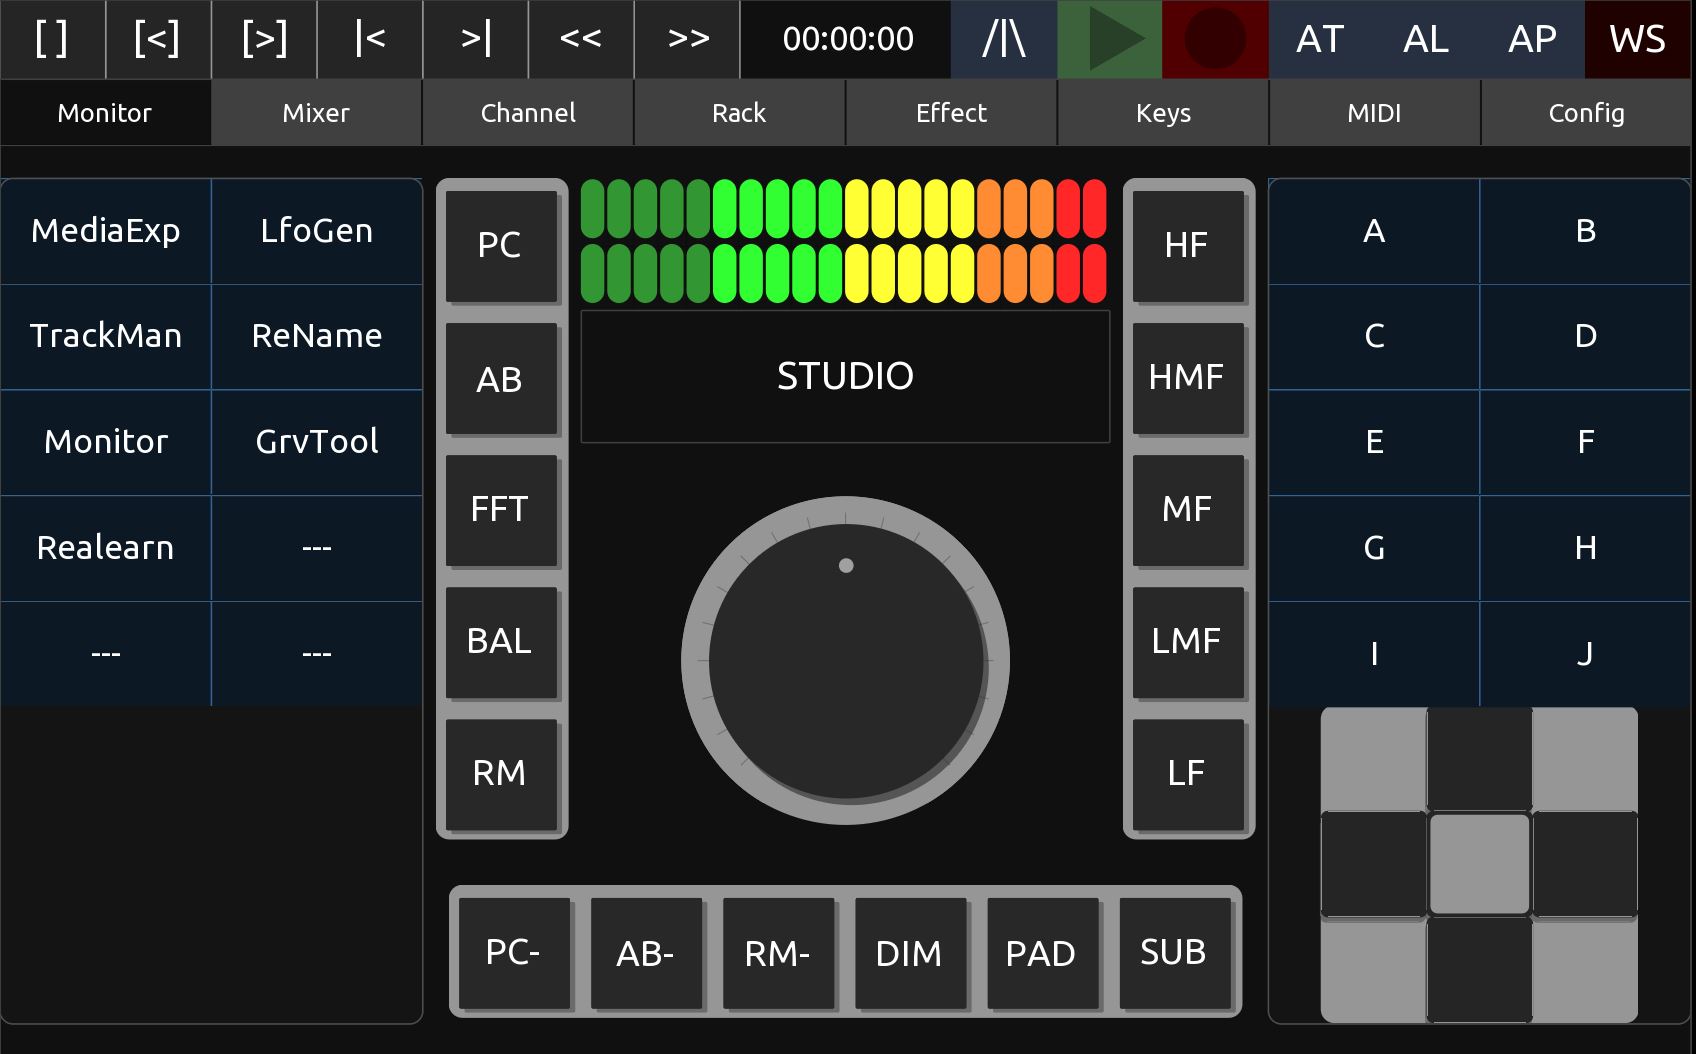 [ ] [<] [>] |< >| << >> 00:00:00 /|\ AT AL AP WS
Monitor Mixer Channel Rack Effect Keys MIDI Config
MediaExp LfoGen
TrackMan ReName
Monitor GrvTool
Realearn ---
--- ---
PC
AB
FFT
BAL
RM
STUDIO
HF
HMF
MF
LMF
LF
A B
C D
E F
G H
I J
PC- AB- RM- DIM PAD SUB